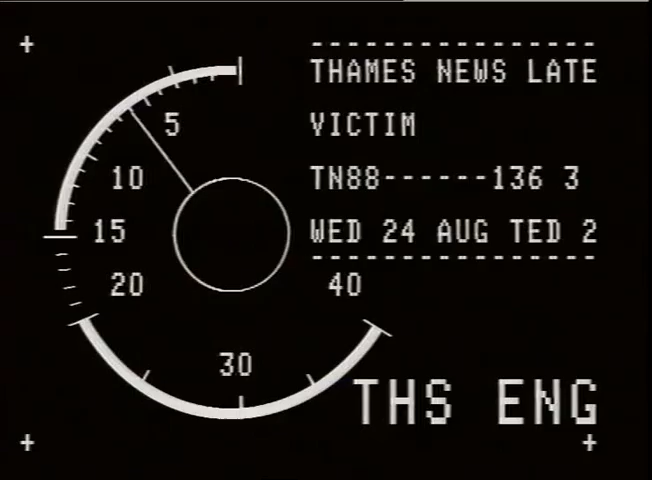 THAMES NEWS LATE
VICTIM
TN88------136 3
WED 24 AUG TED 2
5
10
15
20
30
40
THS ENG